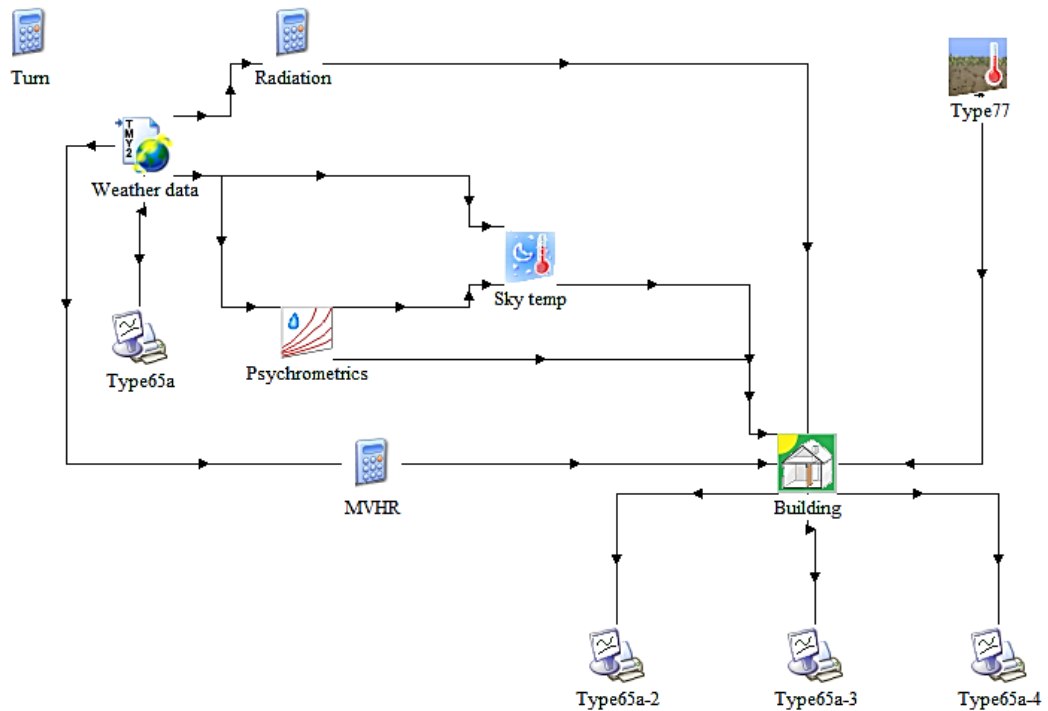 Turn
Radiation
Type77
TMY2
Weather data
Sky temp
Type65a
Psychrometrics
MVHR
Building
Type65a-2
Type65a-3
Type65a-4